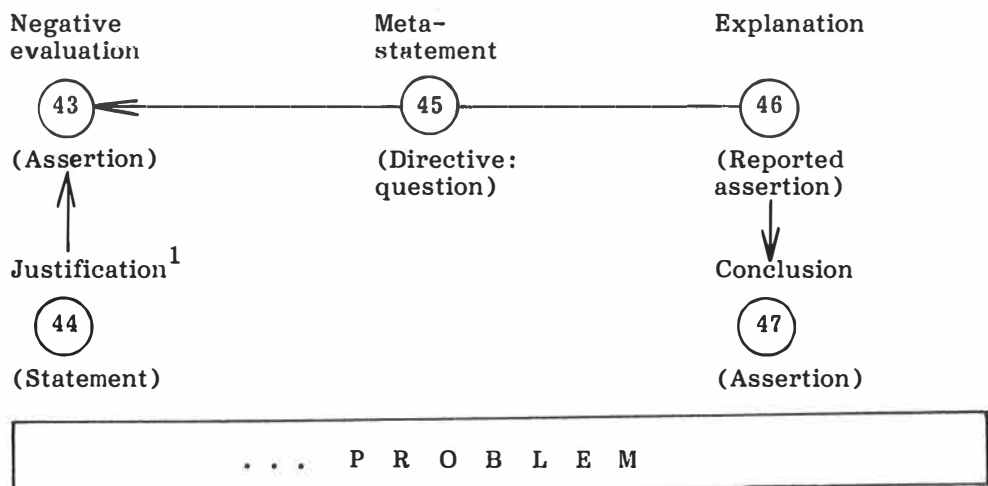 Negative Meta- Explanation
evaluation statement
43 45 46
(Assertion) (Directive: (Reported
question) assertion)
Justification1 Conclusion
44 47
(Statement) (Assertion)
... P R O B L E M